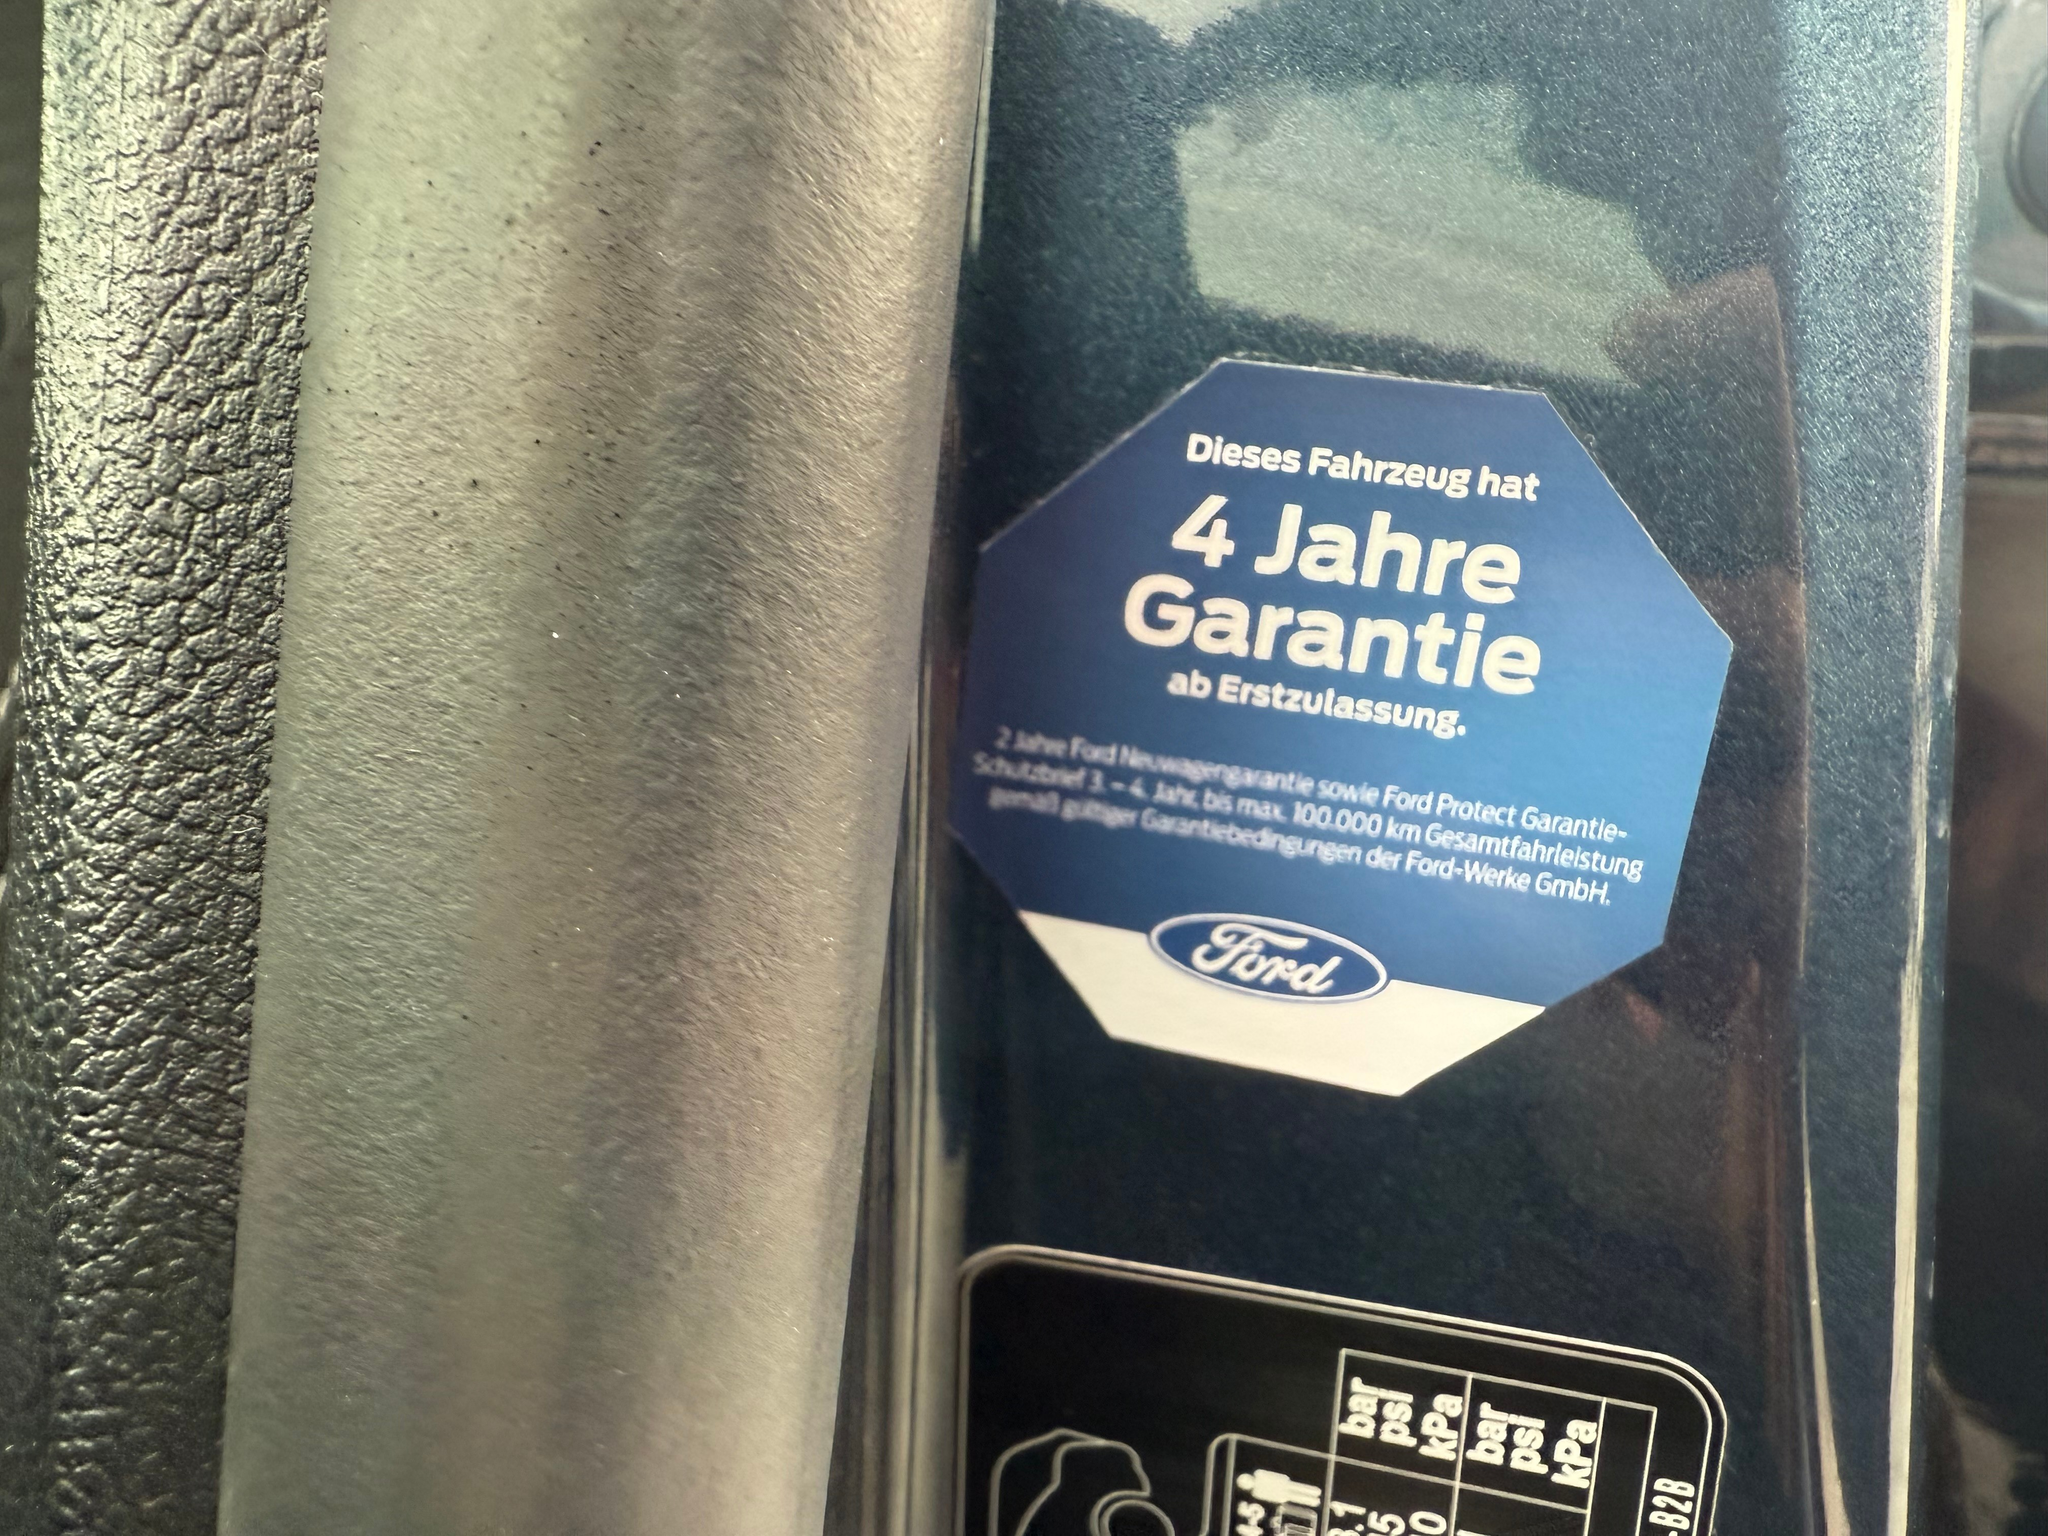 Dieses Fahrzeug hat
4 Jahre
Garantie
ab Erstzulassung.
2 Jahre Ford Neuwagengarantie sowie Ford Protect Garantie-
Schutzbrief 3. – 4. Jahr, bis max. 100.000 km Gesamtfahrleistung
gemäß gültiger Garantiebedingungen der Ford-Werke GmbH.
Ford
bar
psi
kPa
bar
psi
kPa
-B2B